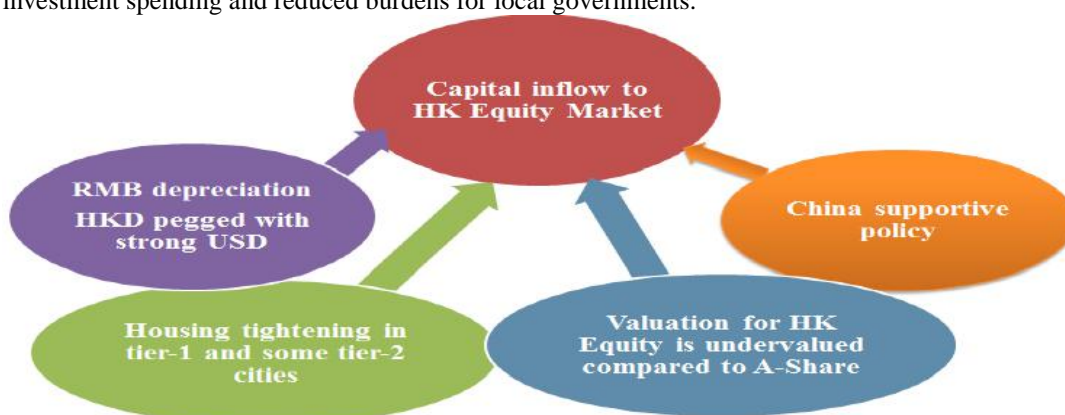 investment spending and reduced burdens for local governments.
Capital inflow to
HK Equity Market
RMB depreciation
HKD pegged with
strong USD
China supportive
policy
Housing tightening in
tier-1 and some tier-2
cities
Valuation for HK
Equity is undervalued
compared to A-Share